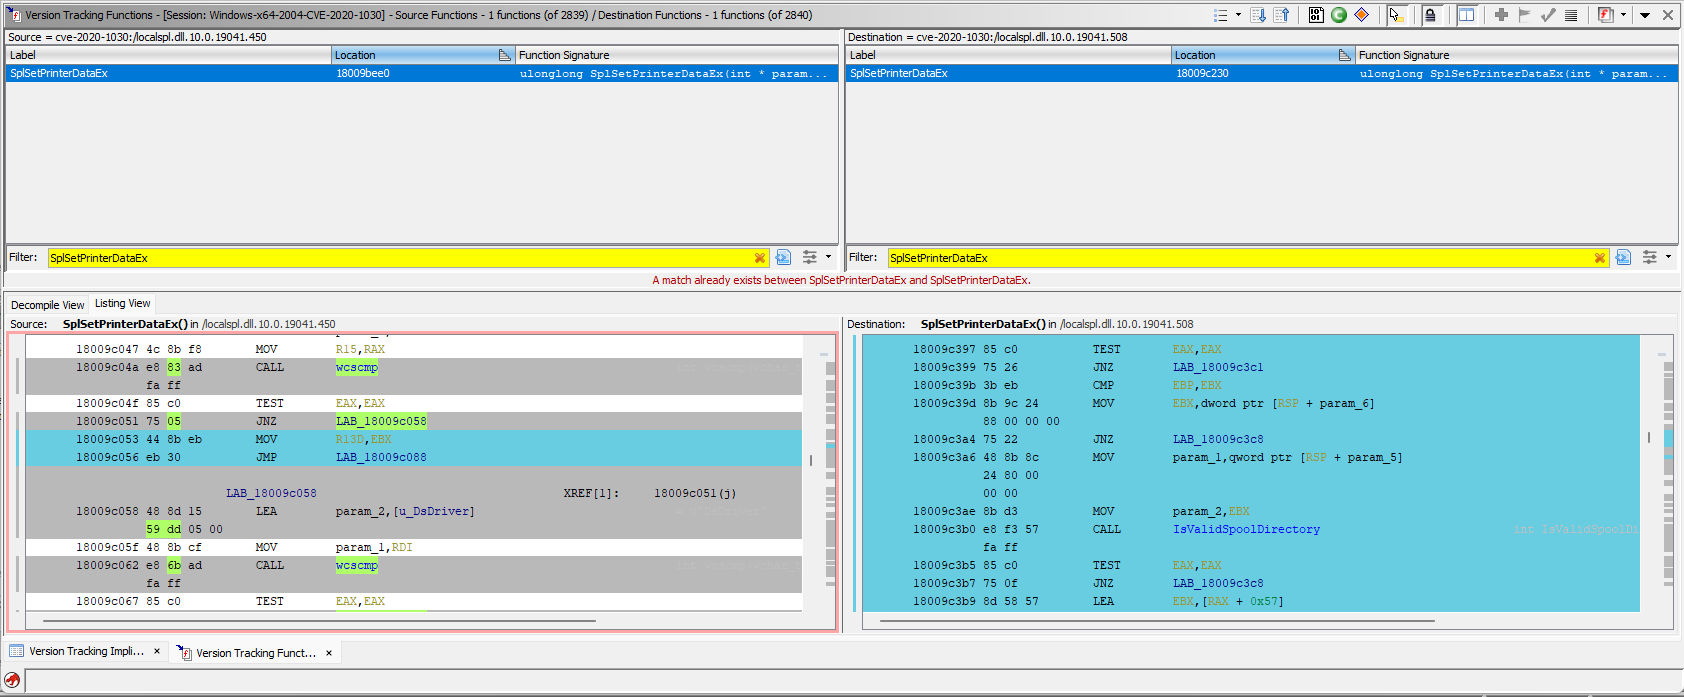 Version Tracking Functions - [Session: Windows-x64-2004-CVE-2020-1030] - Source Functions - 1 functions (of 2839) / Destination Functions - 1 functions (of 2840)
Source = cve-2020-1030:/localspl.dll.10.0.19041.450
Label Location Function Signature
SplSetPrinterDataEx 18009bee0 ulonglong SplSetPrinterDataEx(int * param...
Filter: SplSetPrinterDataEx
Destination = cve-2020-1030:/localspl.dll.10.0.19041.508
Label Location Function Signature
SplSetPrinterDataEx 18009c230 ulonglong SplSetPrinterDataEx(int * param...
Filter: SplSetPrinterDataEx
A match already exists between SplSetPrinterDataEx and SplSetPrinterDataEx.
Decompile View Listing View
Source: SplSetPrinterDataEx() in /localspl.dll.10.0.19041.450
18009c047 4c 8b f8 MOV R15,RAX
18009c04a e8 83 ad CALL wcscmp
fa ff
18009c04f 85 c0 TEST EAX,EAX
18009c051 75 05 JNZ LAB_18009c058
18009c053 44 8b eb MOV R13D,EBX
18009c056 eb 30 JMP LAB_18009c088
LAB_18009c058 XREF[1]: 18009c051(j)
18009c058 48 8d 15 LEA param_2,[u_DsDriver]
59 dd 05 00
18009c05f 48 8b cf MOV param_1,RDI
18009c062 e8 6b ad CALL wcscmp
fa ff
18009c067 85 c0 TEST EAX,EAX
Destination: SplSetPrinterDataEx() in /localspl.dll.10.0.19041.508
18009c397 85 c0 TEST EAX,EAX
18009c399 75 26 JNZ LAB_18009c3c1
18009c39b 3b eb CMP EBP,EBX
18009c39d 8b 9c 24 MOV EBX,dword ptr [RSP + param_6]
88 00 00 00
18009c3a4 75 22 JNZ LAB_18009c3c8
18009c3a6 48 8b 8c MOV param_1,qword ptr [RSP + param_5]
24 80 00
00 00
18009c3ae 8b d3 MOV param_2,EBX
18009c3b0 e8 f3 57 CALL IsValidSpoolDirectory int IsValidSpoolDi
fa ff
18009c3b5 85 c0 TEST EAX,EAX
18009c3b7 75 0f JNZ LAB_18009c3c8
18009c3b9 8d 58 57 LEA EBX,[RAX + 0x57]
Version Tracking Impli... × Version Tracking Funct... ×